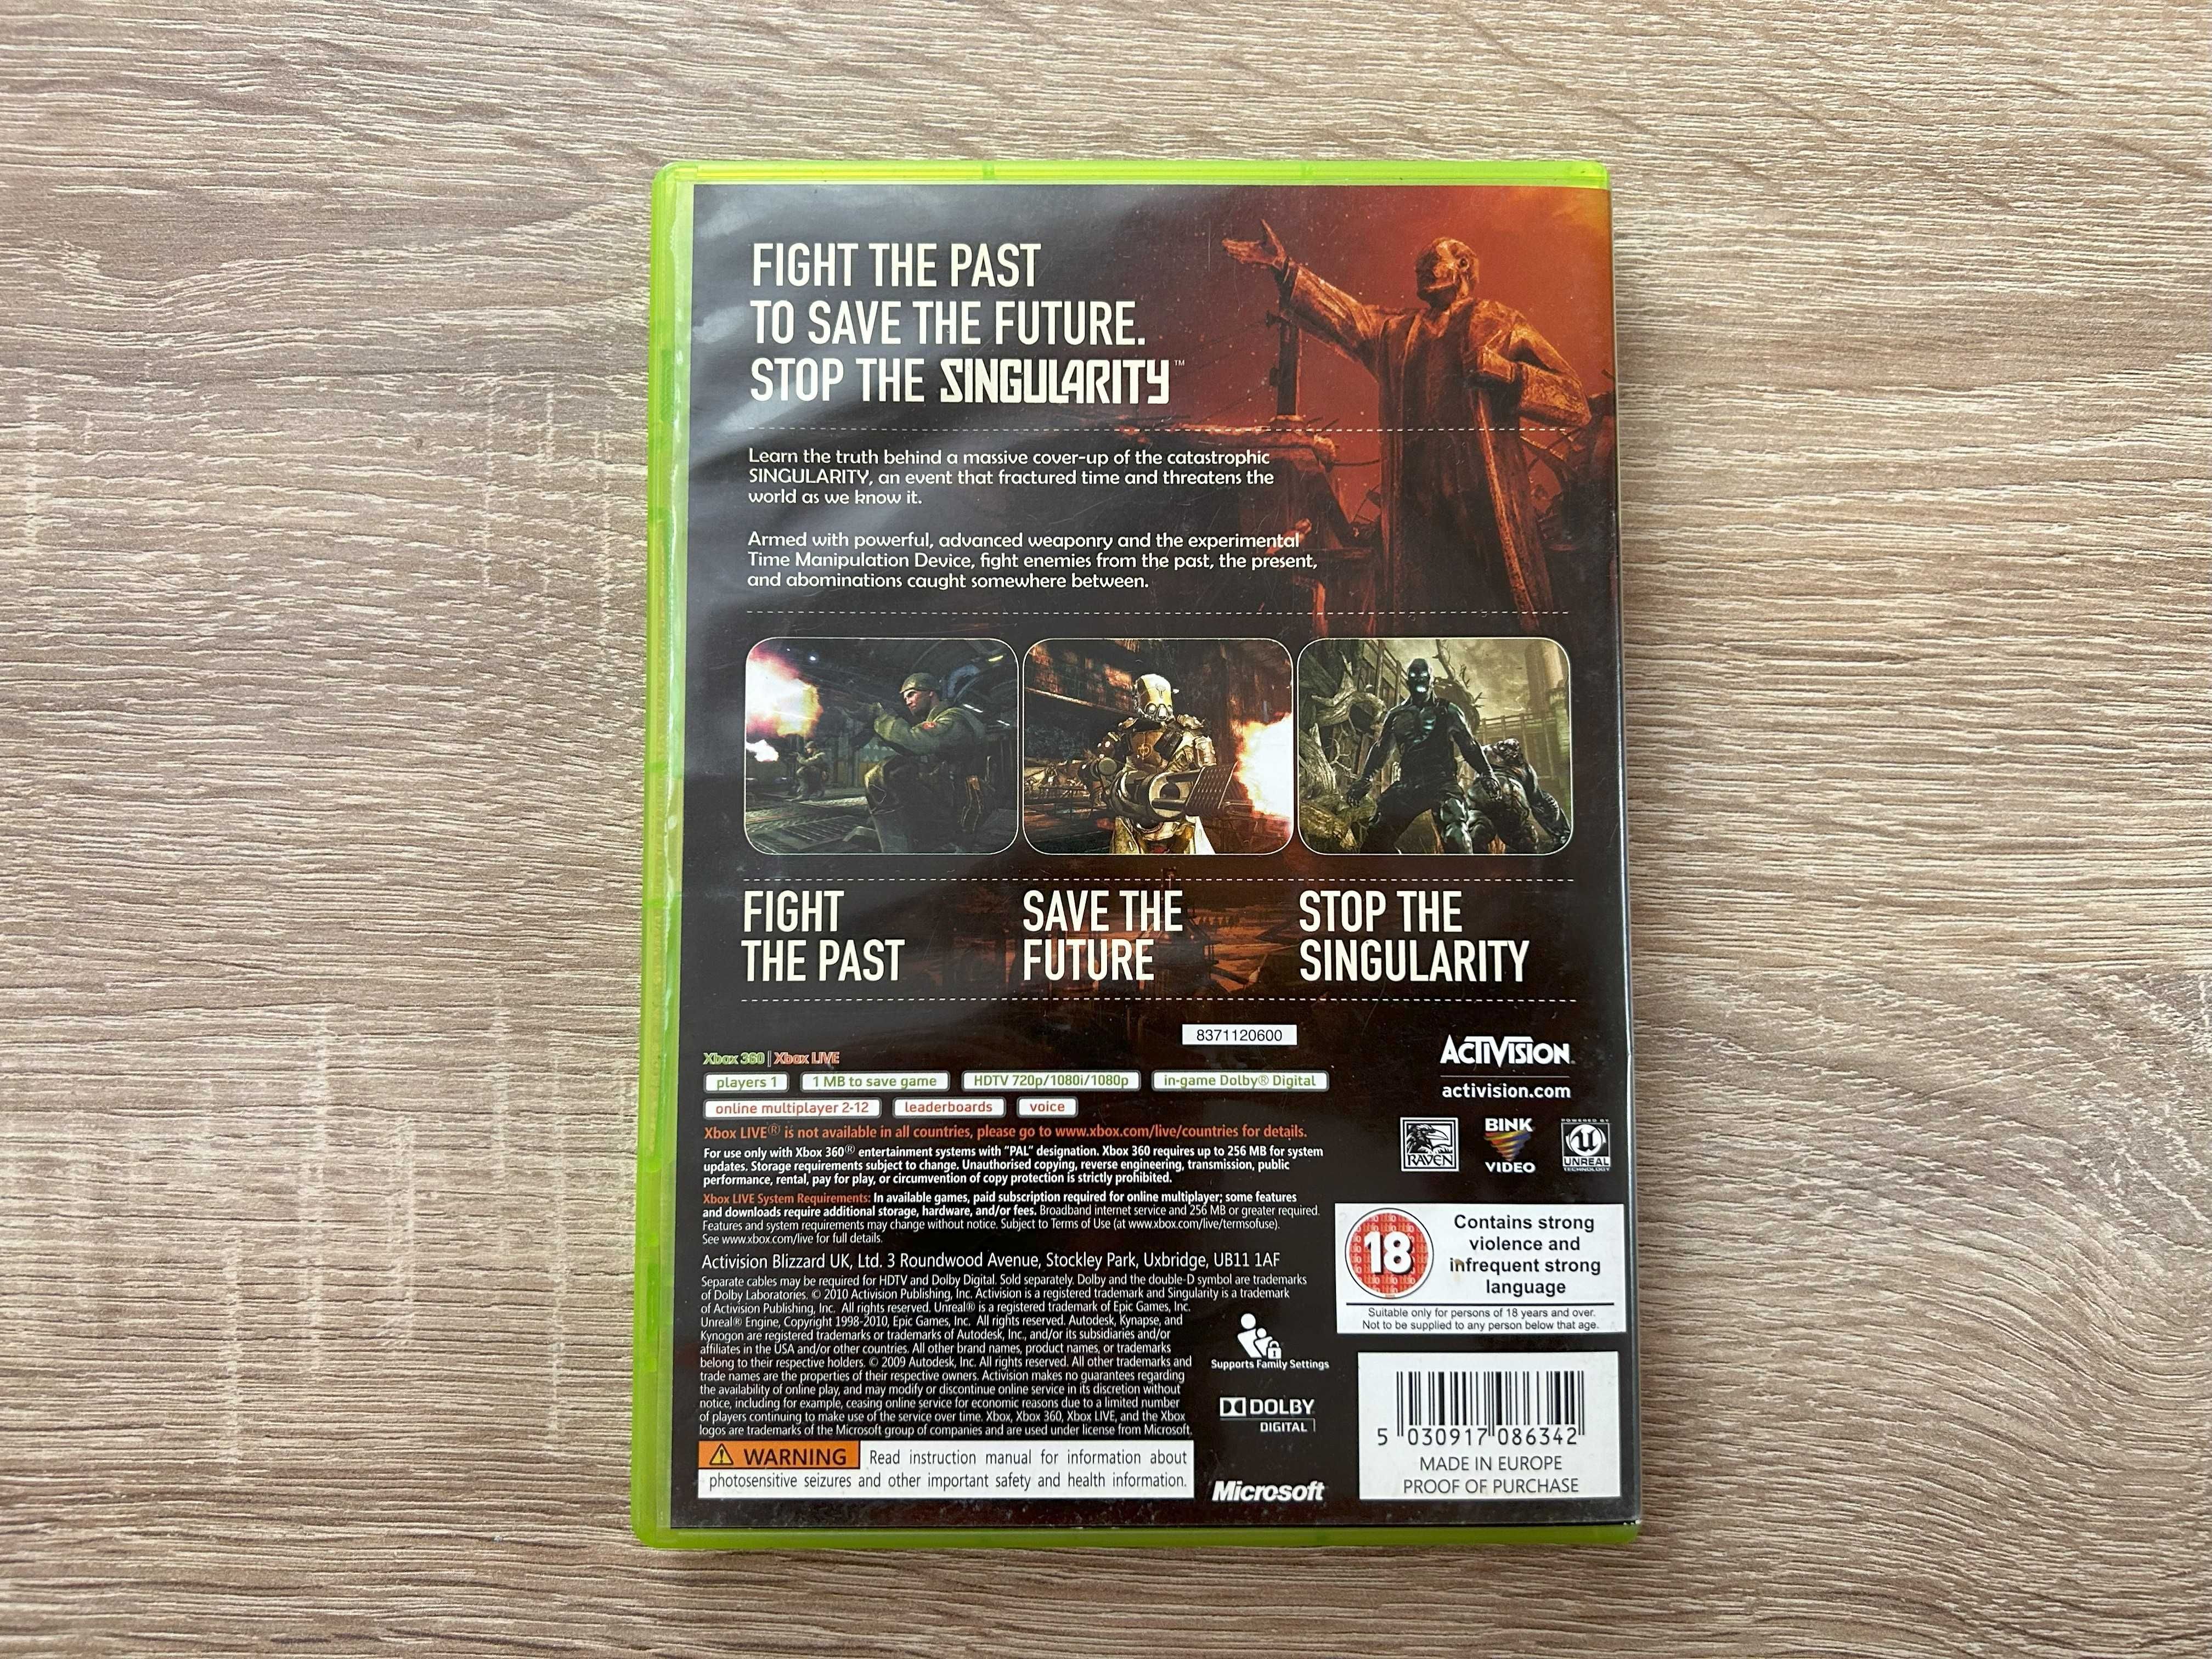 FIGHT THE PAST
TO SAVE THE FUTURE.
STOP THE SINGULARITY™
Learn the truth behind a massive cover-up of the catastrophic
SINGULARITY, an event that fractured time and threatens the
world as we know it.
Armed with powerful, advanced weaponry and the experimental
Time Manipulation Device, fight enemies from the past, the present,
and abominations caught somewhere between.
FIGHT
THE PAST
SAVE THE
FUTURE
STOP THE
SINGULARITY
8371120600
Xbox 360 | Xbox LIVE
players 1
1 MB to save game
HDTV 720p/1080i/1080p
in-game Dolby® Digital
online multiplayer 2-12
leaderboards
voice
Xbox LIVE® is not available in all countries, please go to www.xbox.com/live/countries for details.
For use only with Xbox 360® entertainment systems with "PAL" designation. Xbox 360 requires up to 256 MB for system
updates. Storage requirements subject to change. Unauthorised copying, reverse engineering, transmission, public
performance, rental, pay for play, or circumvention of copy protection is strictly prohibited.
Xbox LIVE System Requirements: In available games, paid subscription required for online multiplayer; some features
and downloads require additional storage, hardware, and/or fees. Broadband internet service and 256 MB or greater required.
Features and system requirements may change without notice. Subject to Terms of Use (at www.xbox.com/live/termsofuse).
See www.xbox.com/live for full details.
Activision Blizzard UK, Ltd. 3 Roundwood Avenue, Stockley Park, Uxbridge, UB11 1AF
Separate cables may be required for HDTV and Dolby Digital. Sold separately. Dolby and the double-D symbol are trademarks
of Dolby Laboratories. © 2010 Activision Publishing, Inc. Activision is a registered trademark and Singularity is a trademark
of Activision Publishing, Inc. All rights reserved. Unreal® is a registered trademark of Epic Games, Inc.
Unreal® Engine, Copyright 1998-2010, Epic Games, Inc. All rights reserved. Autodesk, Kynapse, and
Kynogon are registered trademarks or trademarks of Autodesk, Inc., and/or its subsidiaries and/or
affiliates in the USA and/or other countries. All other brand names, product names, or trademarks
belong to their respective holders. © 2009 Autodesk, Inc. All rights reserved. All other trademarks and
trade names are the properties of their respective owners. Activision makes no guarantees regarding
the availability of online play, and may modify or discontinue online service in its discretion without
notice, including for example, ceasing online service for economic reasons due to a limited number
of players continuing to make use of the service over time. Xbox, Xbox 360, Xbox LIVE, and the Xbox
logos are trademarks of the Microsoft group of companies and are used under license from Microsoft.
WARNING Read instruction manual for information about
photosensitive seizures and other important safety and health information.
ACTIVISION
activision.com
RAVEN
BINK
VIDEO
POWERED BY
UNREAL
TECHNOLOGY
18
Contains strong
violence and
infrequent strong
language
Suitable only for persons of 18 years and over.
Not to be supplied to any person below that age.
Supports Family Settings
DOLBY
DIGITAL
Microsoft
5 030917 086342
MADE IN EUROPE
PROOF OF PURCHASE